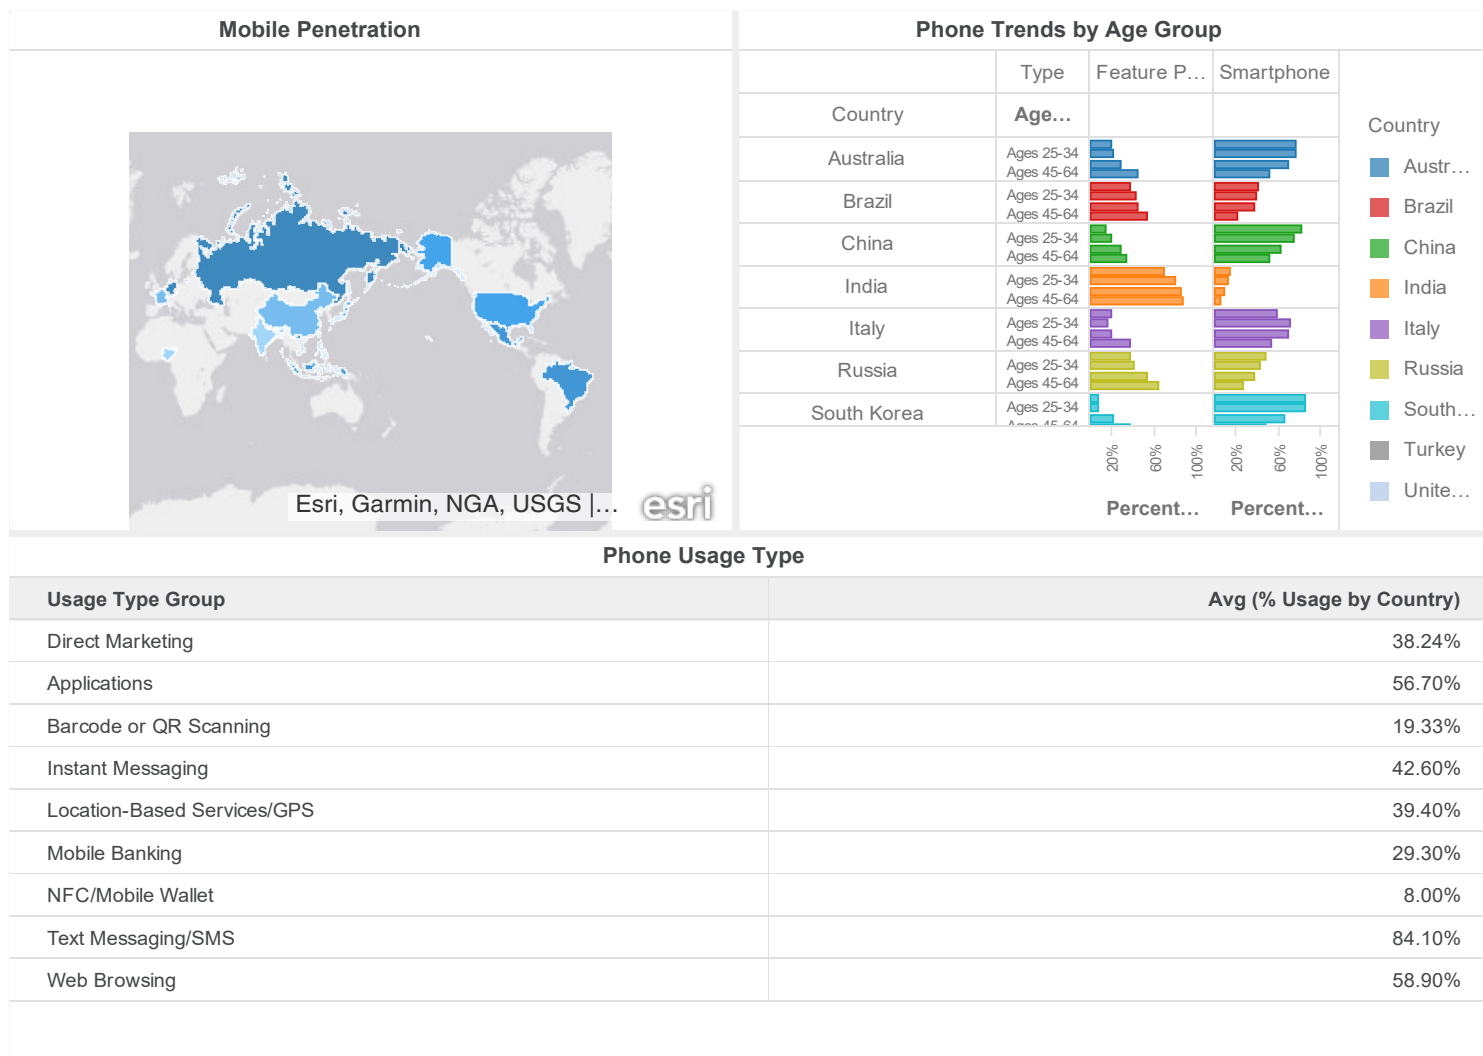 Mobile Penetration
Esri, Garmin, NGA, USGS |...
esri
Phone Trends by Age Group
Type Feature P... Smartphone
Country Age...
Australia Ages 25-34
Ages 45-64
Brazil Ages 25-34
Ages 45-64
China Ages 25-34
Ages 45-64
India Ages 25-34
Ages 45-64
Italy Ages 25-34
Ages 45-64
Russia Ages 25-34
Ages 45-64
South Korea Ages 25-34
Ages 45-64
20% 60% 100% 20% 60% 100%
Percent... Percent...
Country
Austr...
Brazil
China
India
Italy
Russia
South...
Turkey
Unite...
Phone Usage Type
Usage Type Group Avg (% Usage by Country)
Direct Marketing 38.24%
Applications 56.70%
Barcode or QR Scanning 19.33%
Instant Messaging 42.60%
Location-Based Services/GPS 39.40%
Mobile Banking 29.30%
NFC/Mobile Wallet 8.00%
Text Messaging/SMS 84.10%
Web Browsing 58.90%